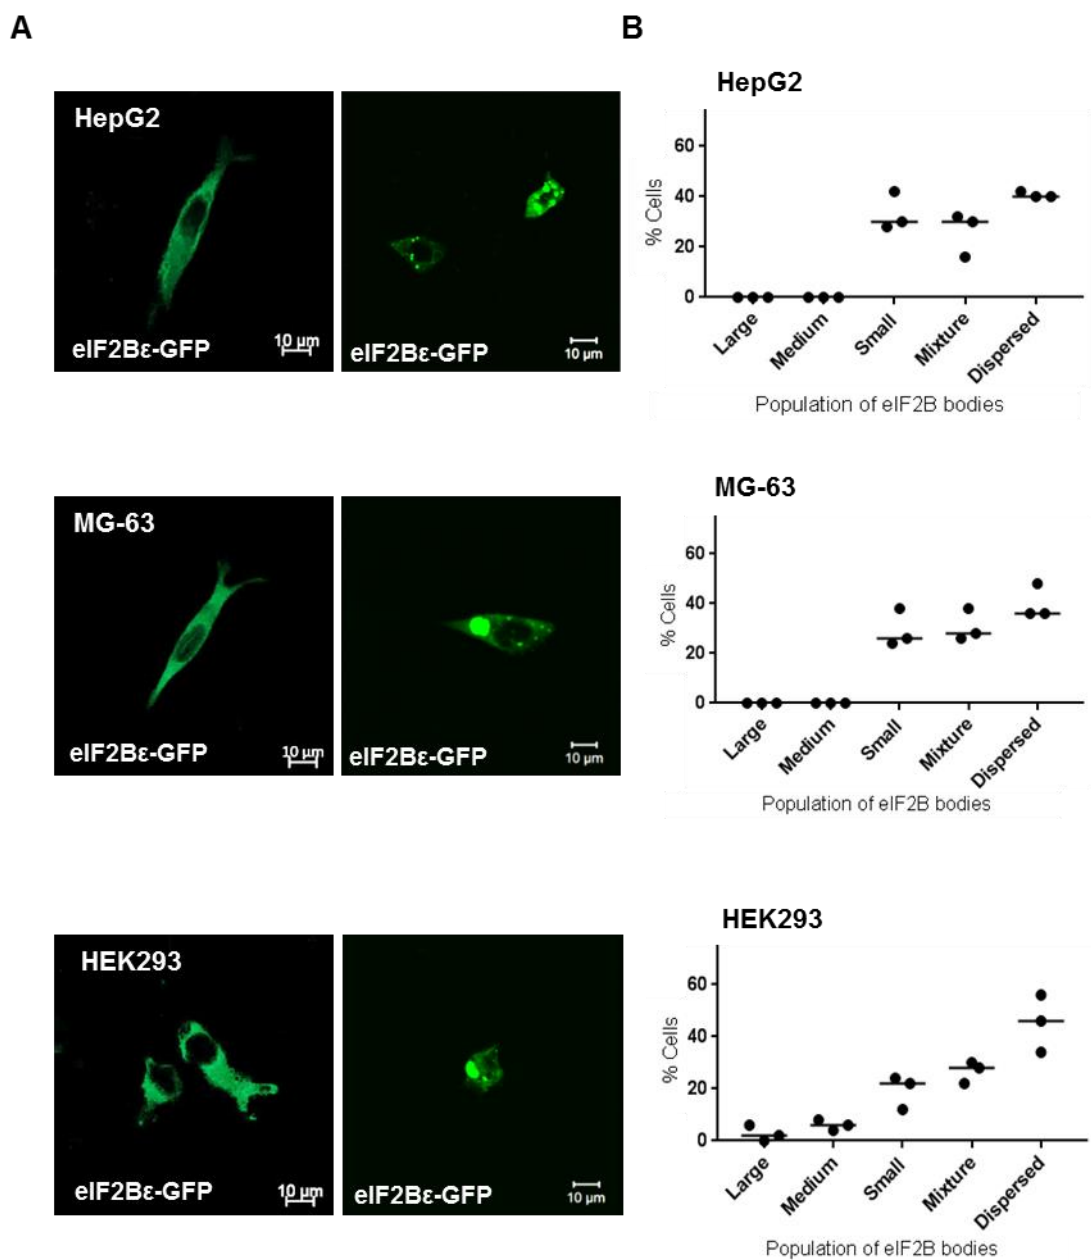 A
B
HepG2
eIF2Bε-GFP
10 µm
eIF2Bε-GFP
10 µm
HepG2
% Cells
60
40
20
0
Large
Medium
Small
Mixture
Dispersed
Population of eIF2B bodies
MG-63
eIF2Bε-GFP
10 µm
eIF2Bε-GFP
10 µm
MG-63
% Cells
60
40
20
0
Large
Medium
Small
Mixture
Dispersed
Population of eIF2B bodies
HEK293
eIF2Bε-GFP
10 µm
eIF2Bε-GFP
10 µm
HEK293
% Cells
60
40
20
0
Large
Medium
Small
Mixture
Dispersed
Population of eIF2B bodies